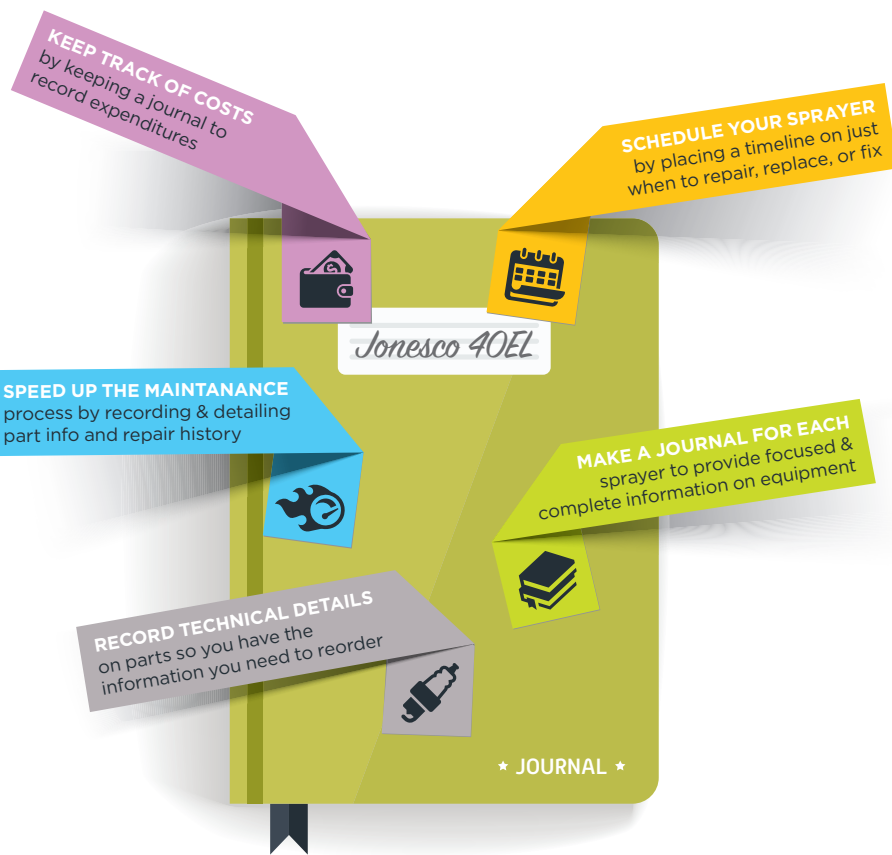 KEEP TRACK OF COSTS
by keeping a journal to
record expenditures
SCHEDULE YOUR SPRAYER
by placing a timeline on just
when to repair, replace, or fix
Jonesco 40EL
SPEED UP THE MAINTANANCE
process by recording & detailing
part info and repair history
MAKE A JOURNAL FOR EACH
sprayer to provide focused &
complete information on equipment
RECORD TECHNICAL DETAILS
on parts so you have the
information you need to reorder
★ JOURNAL ★